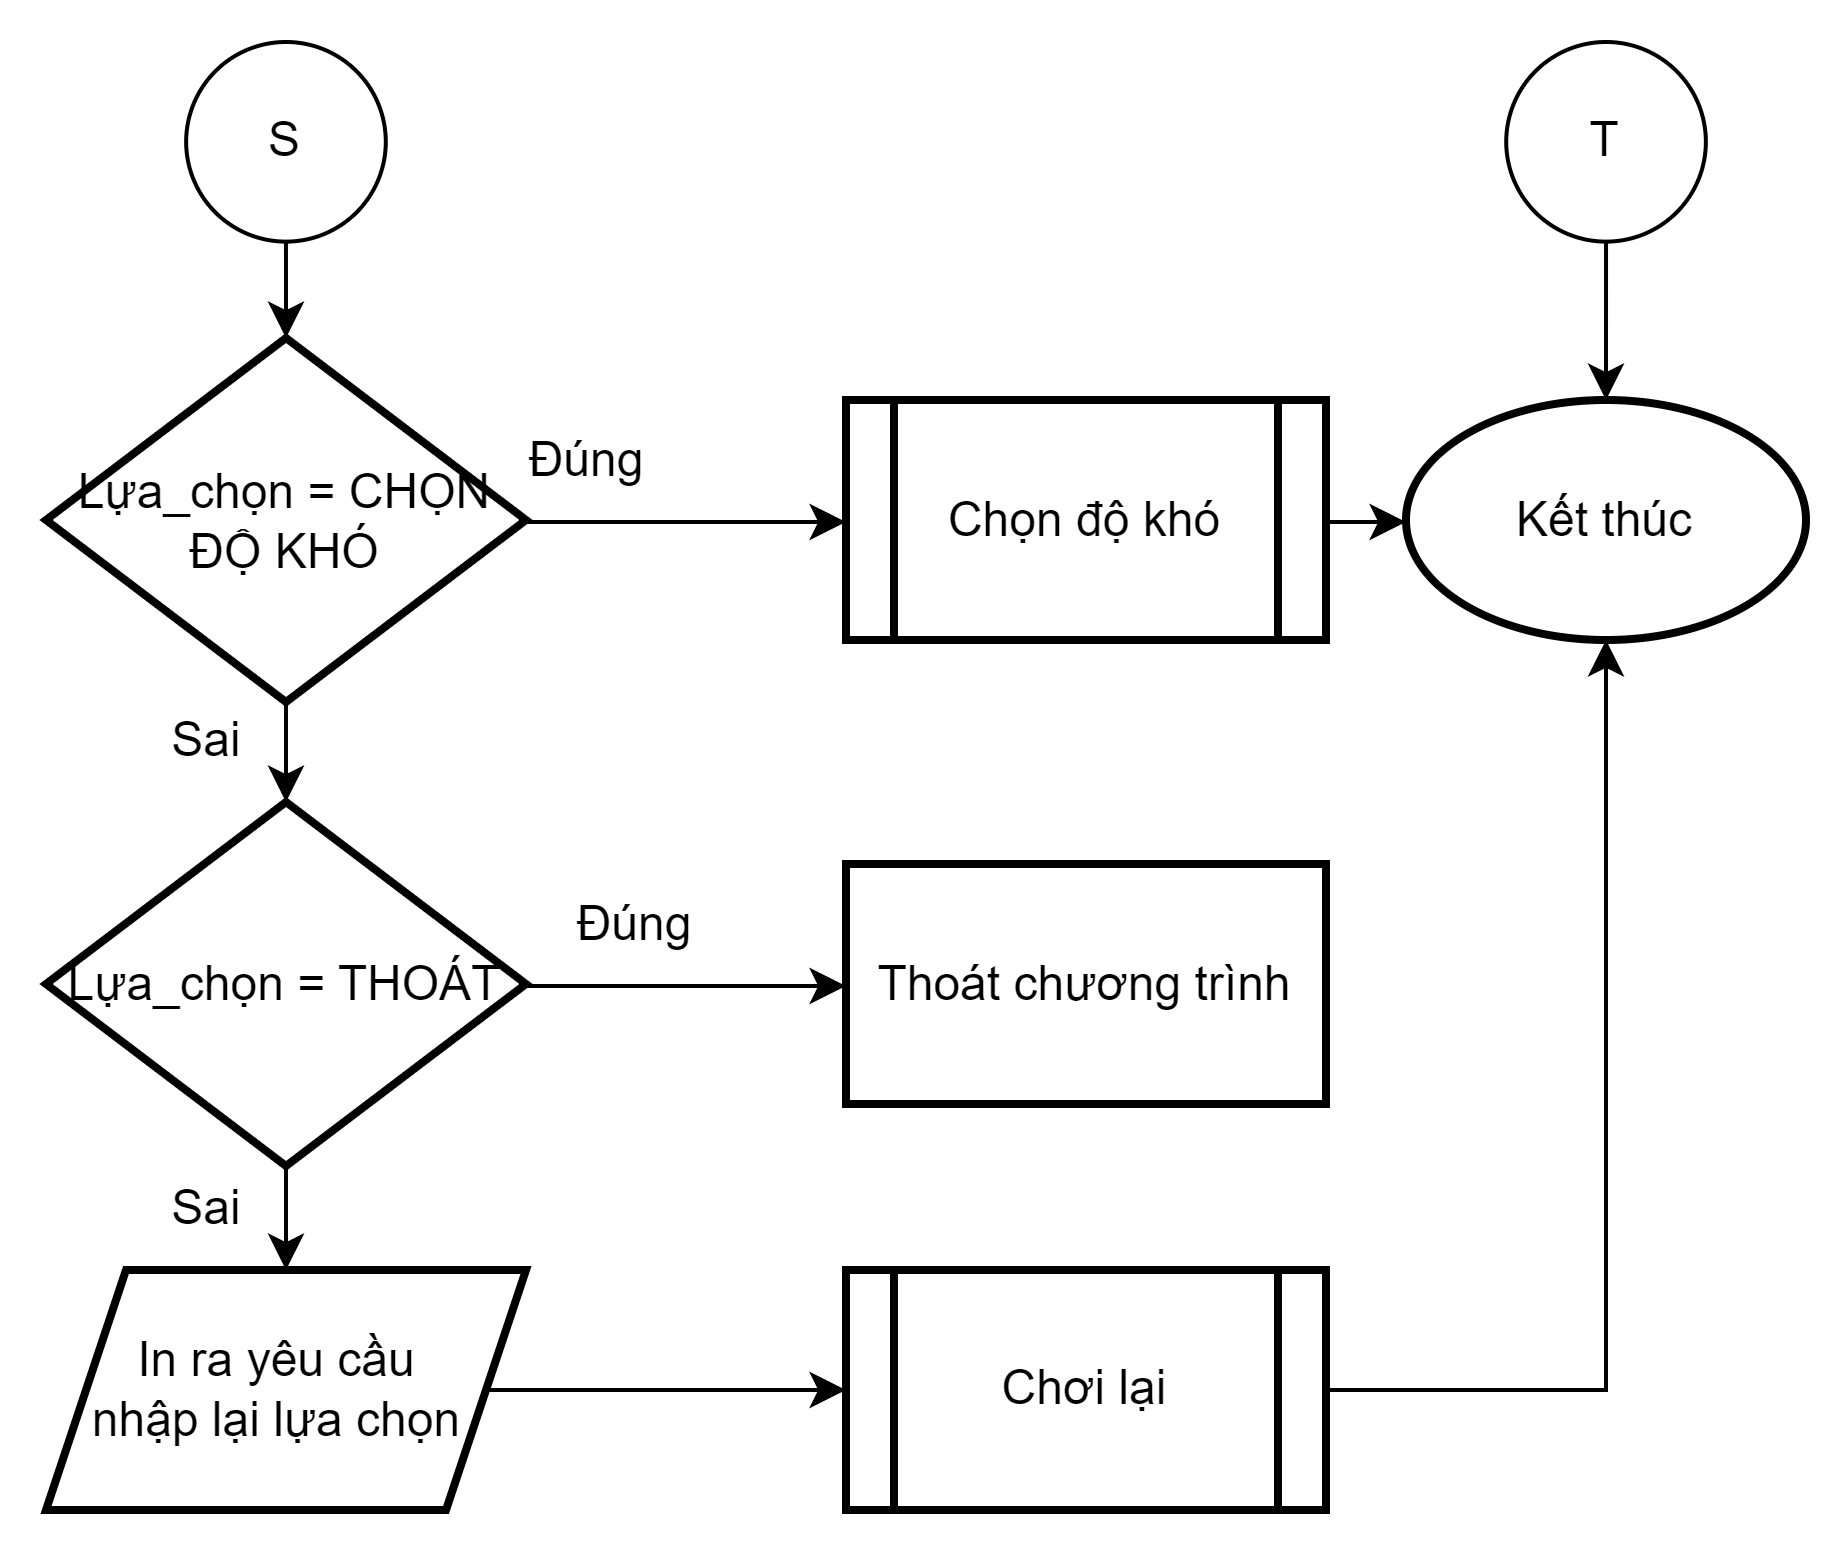 S
T
Lựa_chọn = CHỌN
ĐỘ KHÓ
Đúng
Chọn độ khó
Kết thúc
Sai
Lựa_chọn = THOÁT
Đúng
Thoát chương trình
Sai
In ra yêu cầu
nhập lại lựa chọn
Chơi lại